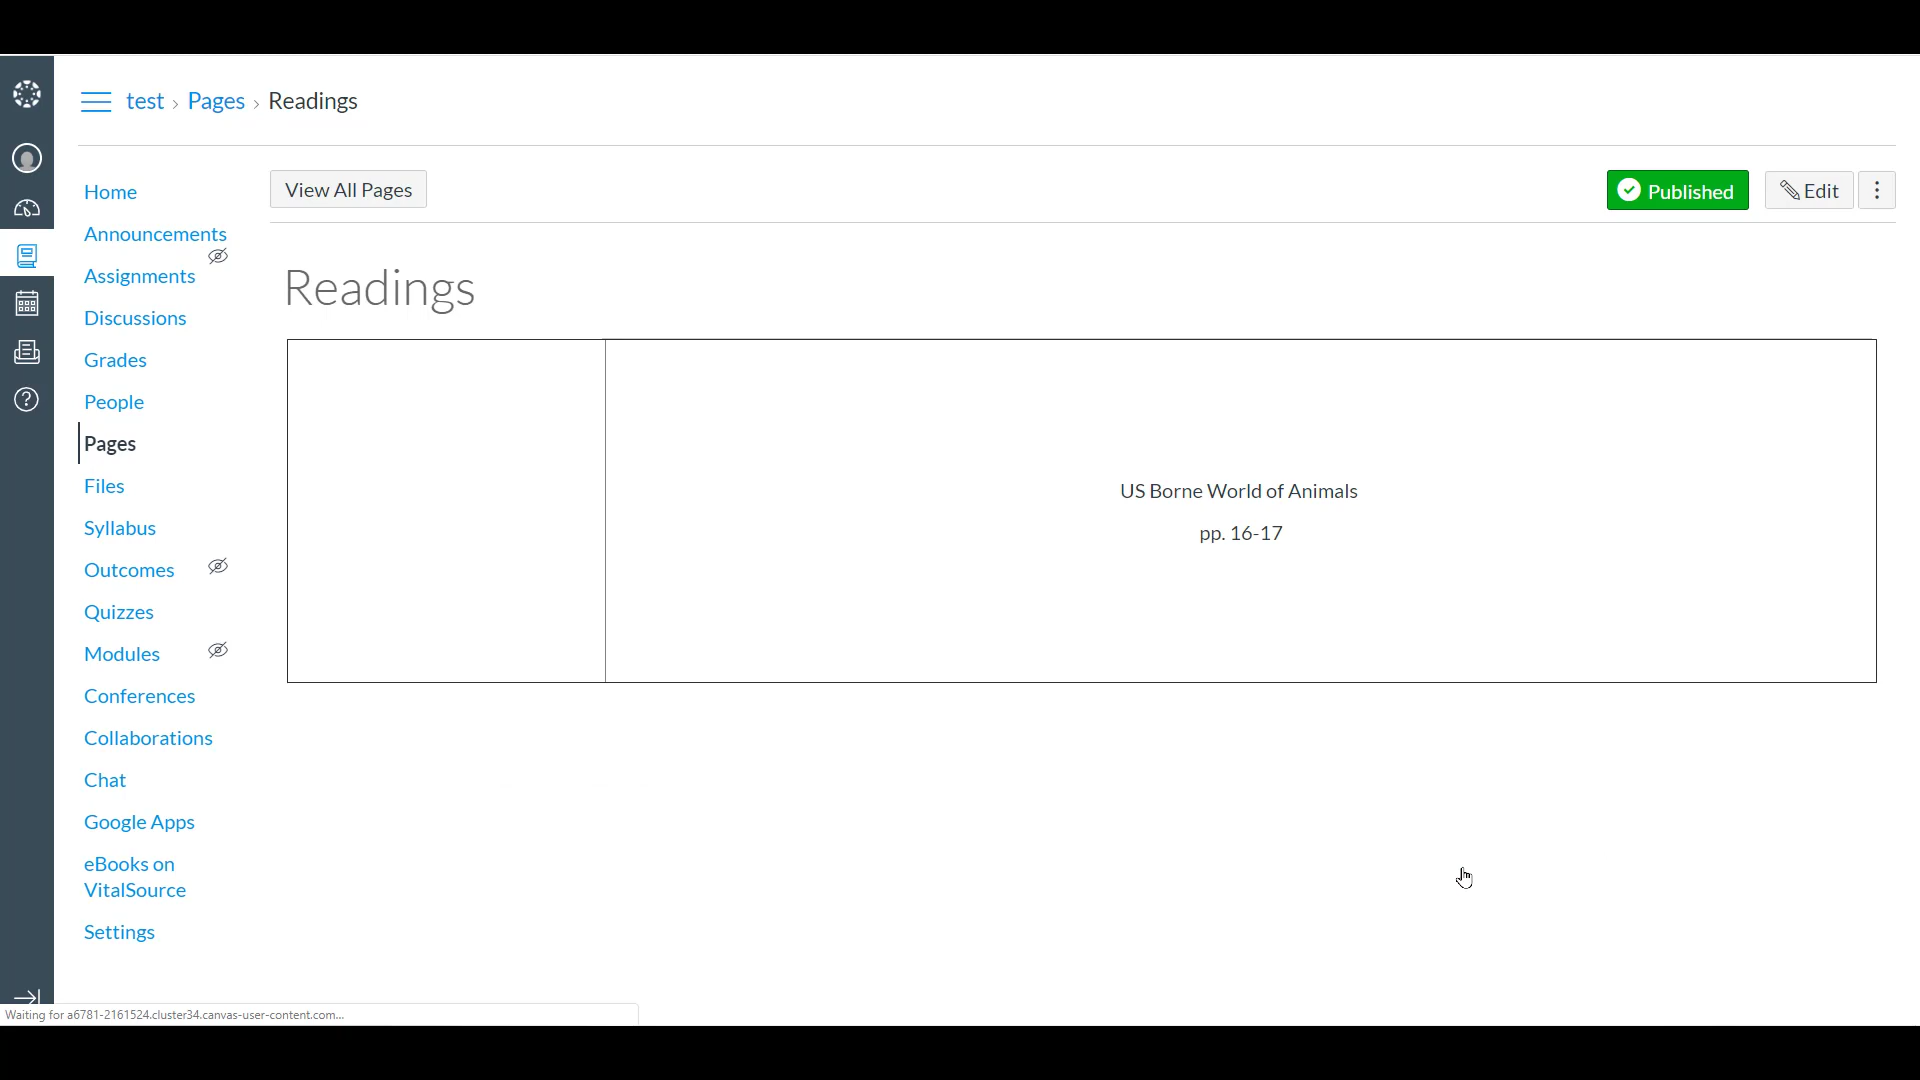 test › Pages › Readings
Home
Announcements
Assignments
Discussions
Grades
People
Pages
Files
Syllabus
Outcomes
Quizzes
Modules
Conferences
Collaborations
Chat
Google Apps
eBooks on
VitalSource
Settings
View All Pages
Published
Edit
Readings
US Borne World of Animals
pp. 16-17
Waiting for a6781-2161524.cluster34.canvas-user-content.com...